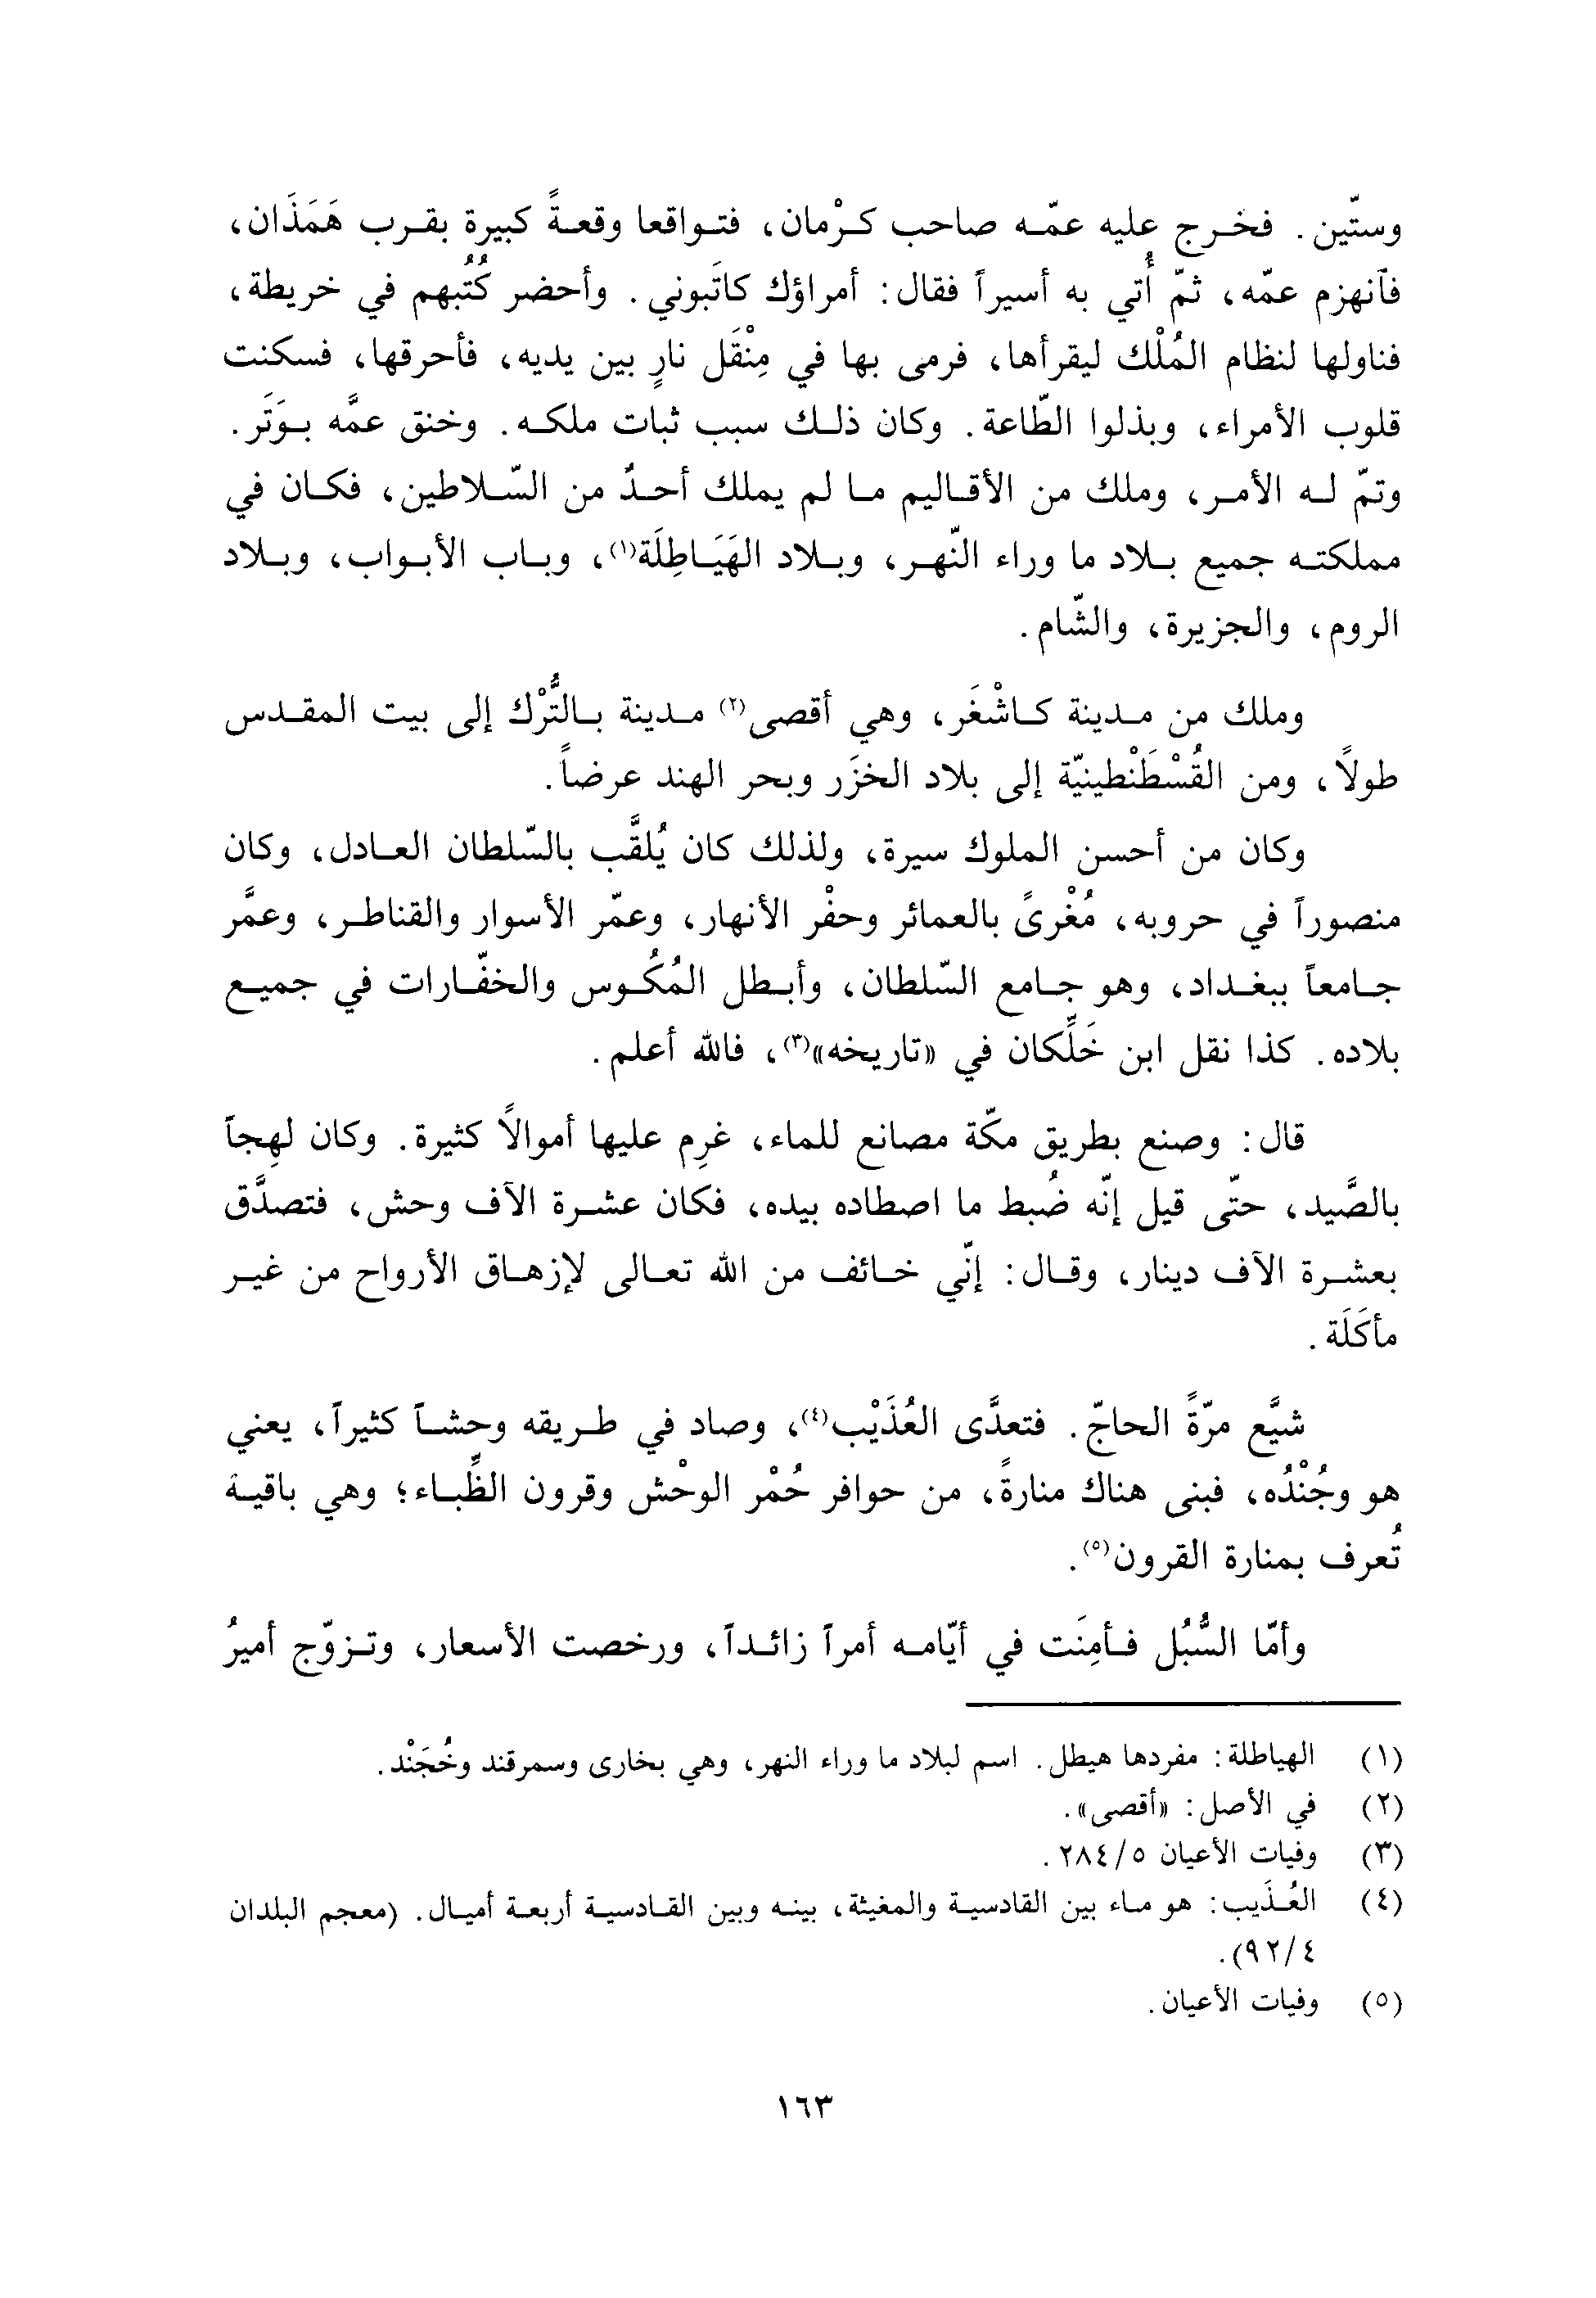 وستّين. فخرج عليه عمّه صاحب كرْمان، فتواقعا وقعةً كبيرة بقرب هَمَذَان،
فآنهزم عمّه، ثمّ أُتي به أسيراً فقال: أمراؤك كاتَبوني. وأحضر كُتُبهم في خريطة،
فناولها لنظام المُلْك ليقرأها، فرمى بها في مِنْقَل نارٍ بين يديه، فأحرقها، فسكنت
قلوب الأمراء، وبذلوا الطّاعة. وكان ذلك سبب ثبات ملكه. وخنق عمَّه بوَتَر.
وتمّ له الأمر، وملك من الأقاليم ما لم يملك أحدٌ من السّلاطين، فكان في
مملكته جميع بلاد ما وراء النّهر، وبلاد الهَيَاطِلَة(١)، وباب الأبواب، وبلاد
الروم، والجزيرة، والشّام.
وملك من مدينة كاشْغَر، وهي أقصى(٢) مدينة بالتُّرْك إلى بيت المقدس
طولاً، ومن القُسْطَنْطينيّة إلى بلاد الخزَر وبحر الهند عرضاً.
وكان من أحسن الملوك سيرة، ولذلك كان يُلقَّب بالسّلطان العادل، وكان
منصوراً في حروبه، مُغْرىً بالعمائر وحفْر الأنهار، وعمّر الأسوار والقناطر، وعمَّر
جامعاً ببغداد، وهو جامع السّلطان، وأبطل المُكُوس والخفّارات في جميع
بلاده. كذا نقل ابن خَلِّكان في «تاريخه»(٣)، فالله أعلم.
قال: وصنع بطريق مكّة مصانع للماء، غرِم عليها أموالاً كثيرة. وكان لهِجاً
بالصَّيد، حتّى قيل إنّه ضُبط ما اصطاده بيده، فكان عشرة الآف وحش، فتصدَّق
بعشرة الآف دينار، وقال: إنّي خائف من الله تعالى لإزهاق الأرواح من غير
مأكَلَة.
شيَّع مرّةً الحاجّ. فتعدَّى العُذَيْب(٤)، وصاد في طريقه وحشاً كثيراً، يعني
هو وجُنْدُه، فبنى هناك منارةً، من حوافر حُمْر الوحْش وقرون الظِّباء؛ وهي باقية
تُعرف بمنارة القرون(٥).
وأمّا السُّبُل فأمِنَت في أيّامه أمراً زائداً، ورخصت الأسعار، وتزوّج أميرُ
(١) الهياطلة: مفردها هيطل. اسم لبلاد ما وراء النهر، وهي بخارى وسمرقند وخُجَنْد.
(٢) في الأصل: «أقصى».
(٣) وفيات الأعيان ٢٨٤/٥.
(٤) العُذَيب: هو ماء بين القادسية والمغيثة، بينه وبين القادسية أربعة أميال. (معجم البلدان
٩٢/٤).
(٥) وفيات الأعيان.
١٦٣